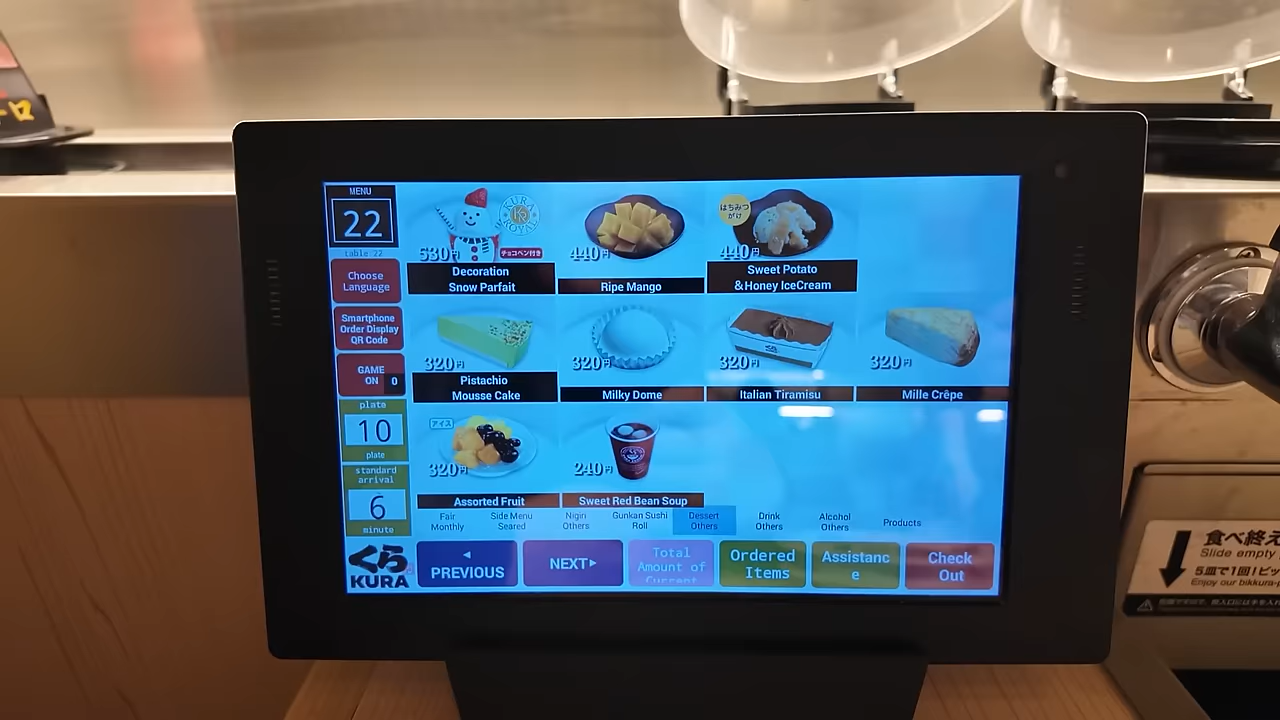 MENU
22
table 22
Choose
Language
Smartphone
Order Display
QR Code
GAME
ON 0
plate
10
plate
standard
arrival
6
minute
くら
KURA
KURA
ROYAL
530円
チョコペン付き
Decoration
Snow Parfait
440円
Ripe Mango
はちみつ
がけ
440円
Sweet Potato
&Honey IceCream
320円
Pistachio
Mousse Cake
320円
Milky Dome
320円
Italian Tiramisu
320円
Mille Crêpe
アイス
320円
Assorted Fruit
240円
Sweet Red Bean Soup
Fair
Monthly
Side Menu
Seared
Nigiri
Others
Gunkan Sushi
Roll
Dessert
Others
Drink
Others
Alcohol
Others
Products
PREVIOUS
NEXT
Total
Amount of
Current
Ordered
Items
Assistanc
e
Check
Out
食べ終え
Slide empty
5皿で1回!ビッ
Enjoy our bikkura-p